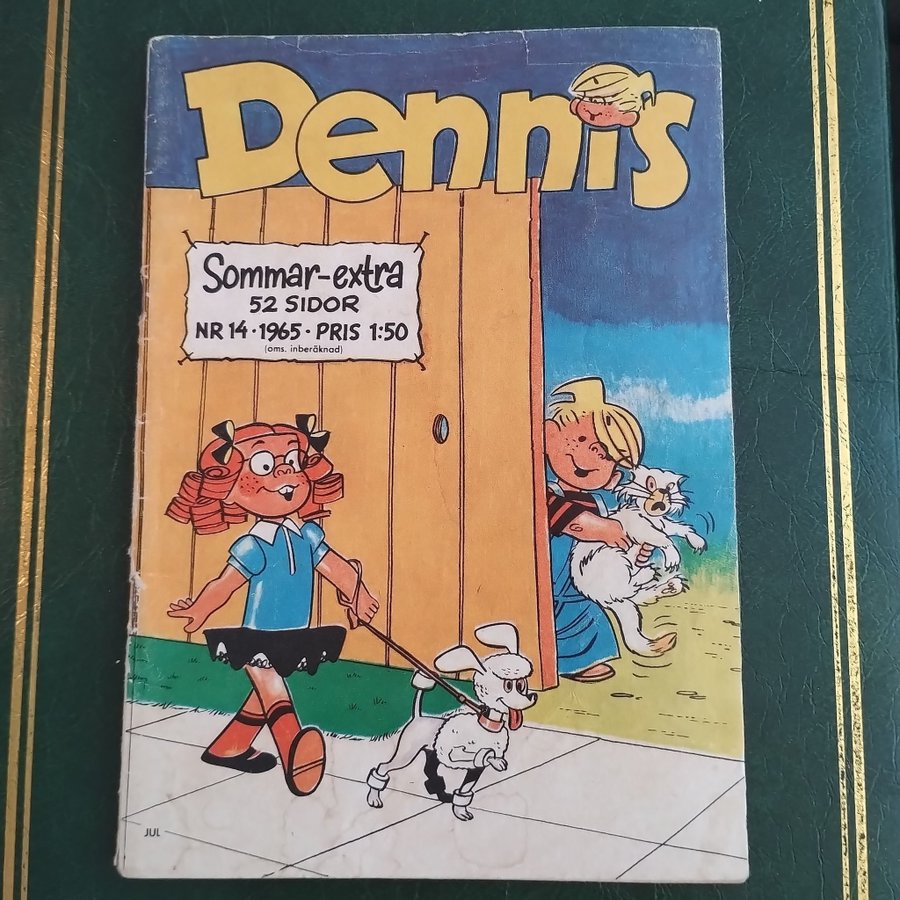 Dennis
Sommar-extra
52 SIDOR
NR 14 · 1965 · PRIS 1:50
(oms. inberäknad)
JUL